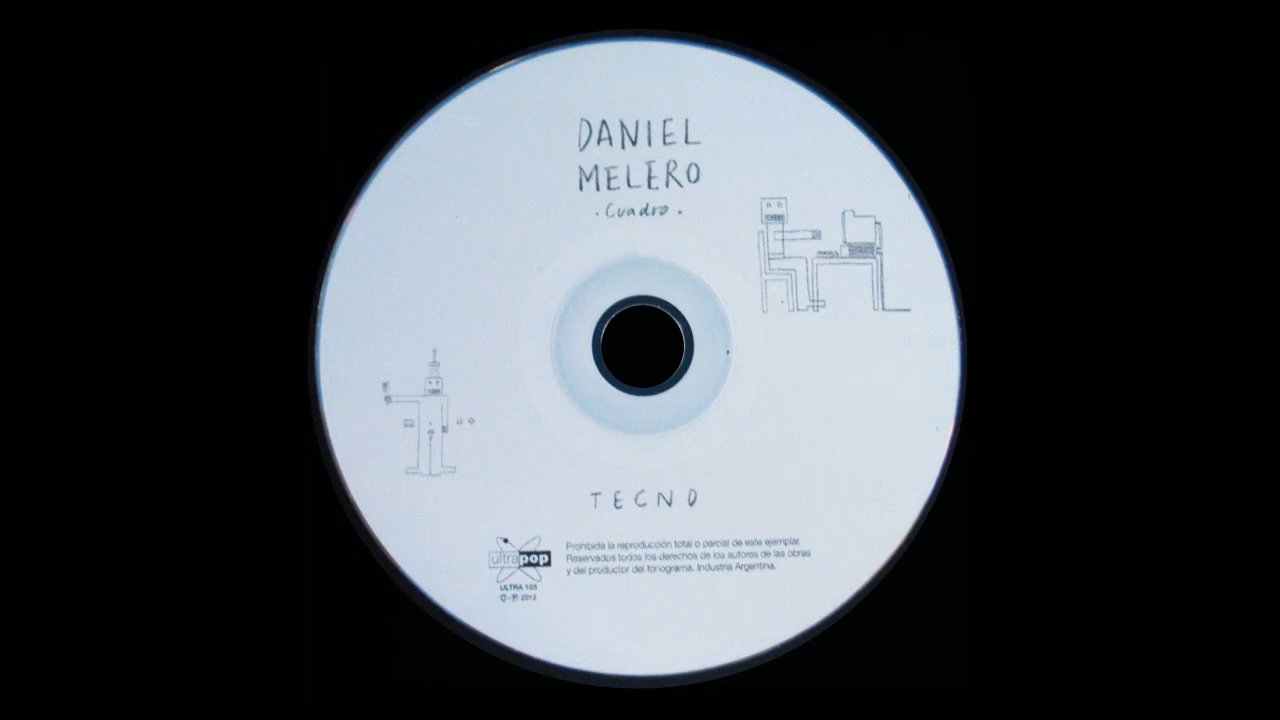 DANIEL
MELERO
. Cuadro .
TECNO
ultrapop
ULTRA 103
©-℗ 2012
Prohibida la reproducción total o parcial de este ejemplar.
Reservados todos los derechos de los autores de las obras
y del productor del fonograma. Industria Argentina.